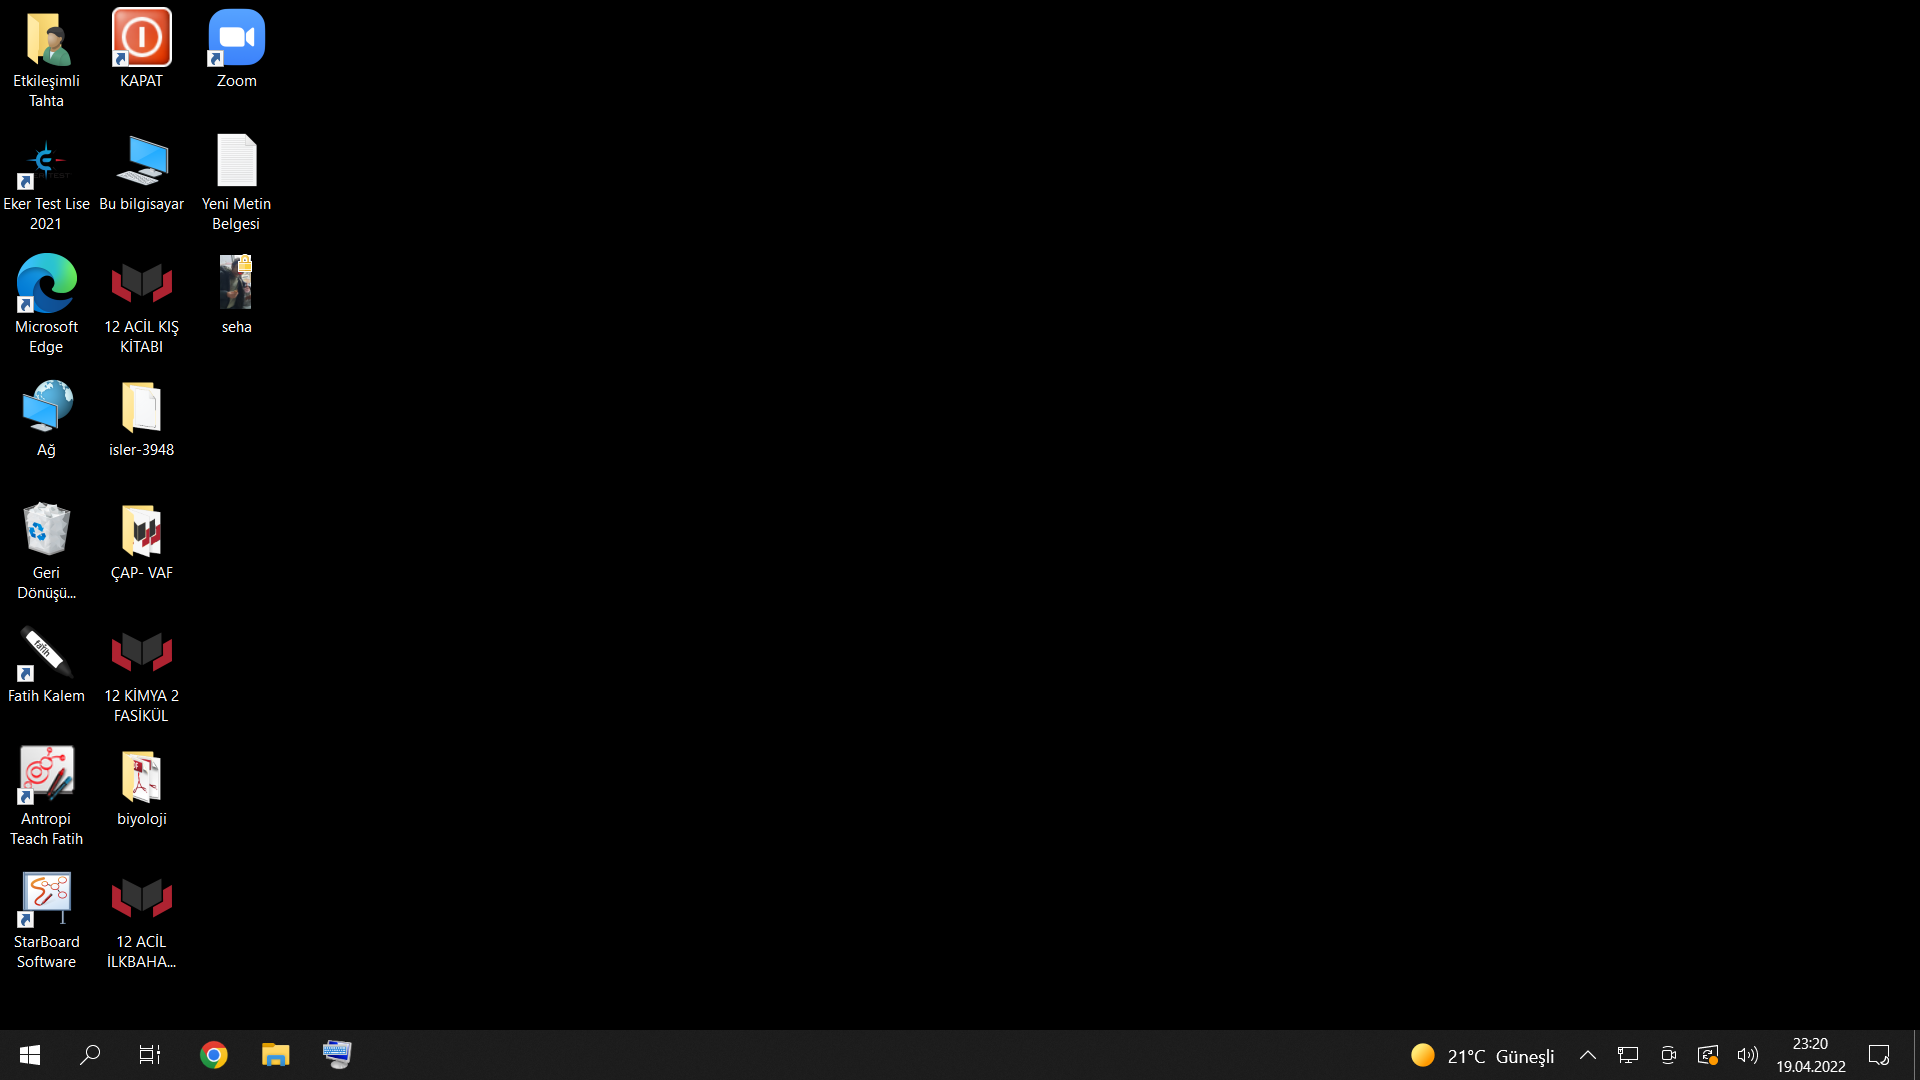 Etkileşimli
Tahta
KAPAT
Zoom
Eker Test Lise
2021
Bu bilgisayar
Yeni Metin
Belgesi
Microsoft
Edge
12 ACİL KIŞ
KİTABI
seha
Ağ
isler-3948
Geri
Dönüşü...
ÇAP- VAF
fatih
Fatih Kalem
12 KİMYA 2
FASİKÜL
Antropi
Teach Fatih
biyoloji
StarBoard
Software
12 ACİL
İLKBAHA...
21°C Güneşli
23:20
19.04.2022